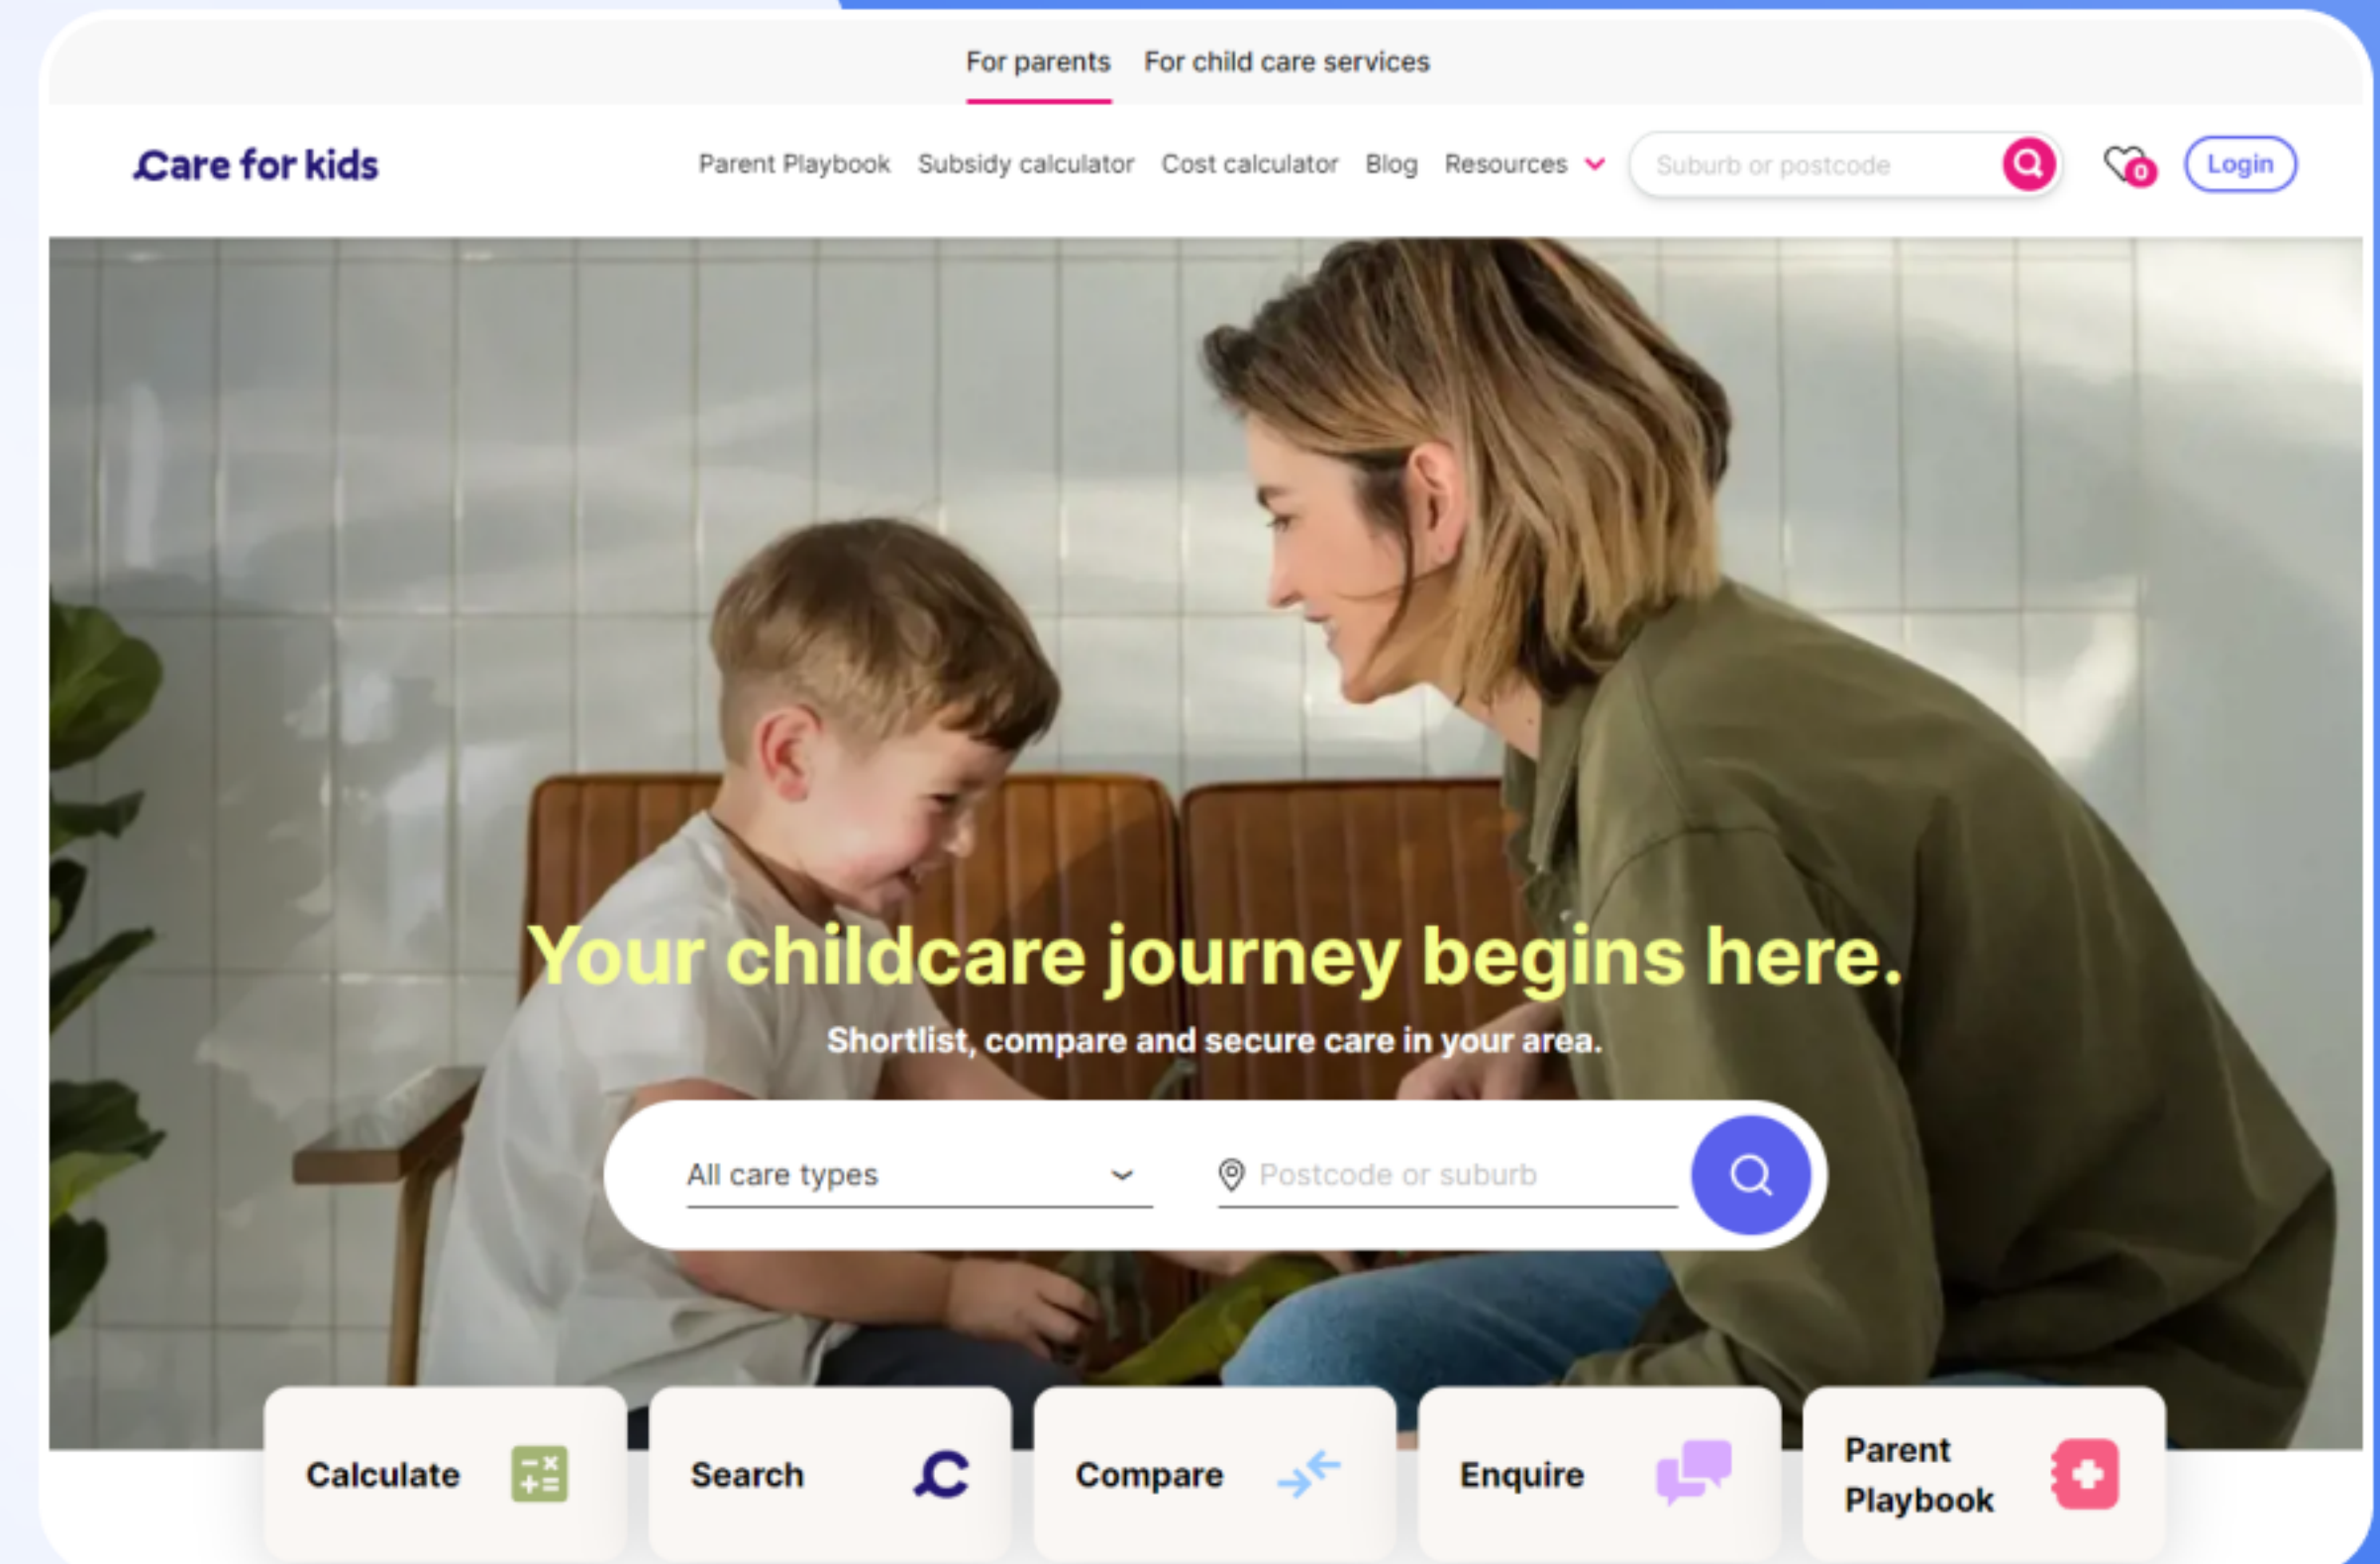 For parents For child care services
Care for kids Parent Playbook Subsidy calculator Cost calculator Blog Resources Suburb or postcode 0 Login
Your childcare journey begins here.
Shortlist, compare and secure care in your area.
All care types Postcode or suburb
Calculate Search Compare Enquire Parent
Playbook